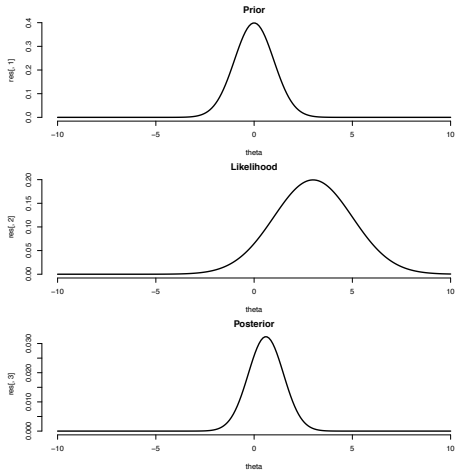 Prior
res[, 1]
0.0 0.1 0.2 0.3 0.4
−10 −5 0 5 10
theta
Likelihood
res[, 2]
0.00 0.05 0.10 0.15 0.20
−10 −5 0 5 10
theta
Posterior
res[, 3]
0.000 0.010 0.020 0.030
−10 −5 0 5 10
theta